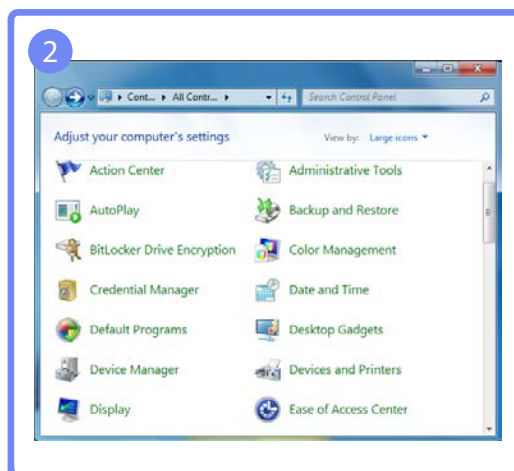 2
Cont... All Contr...
Search Control Panel
Adjust your computer's settings
View by: Large icons
Action Center
Administrative Tools
AutoPlay
Backup and Restore
BitLocker Drive Encryption
Color Management
Credential Manager
Date and Time
Default Programs
Desktop Gadgets
Device Manager
Devices and Printers
Display
Ease of Access Center